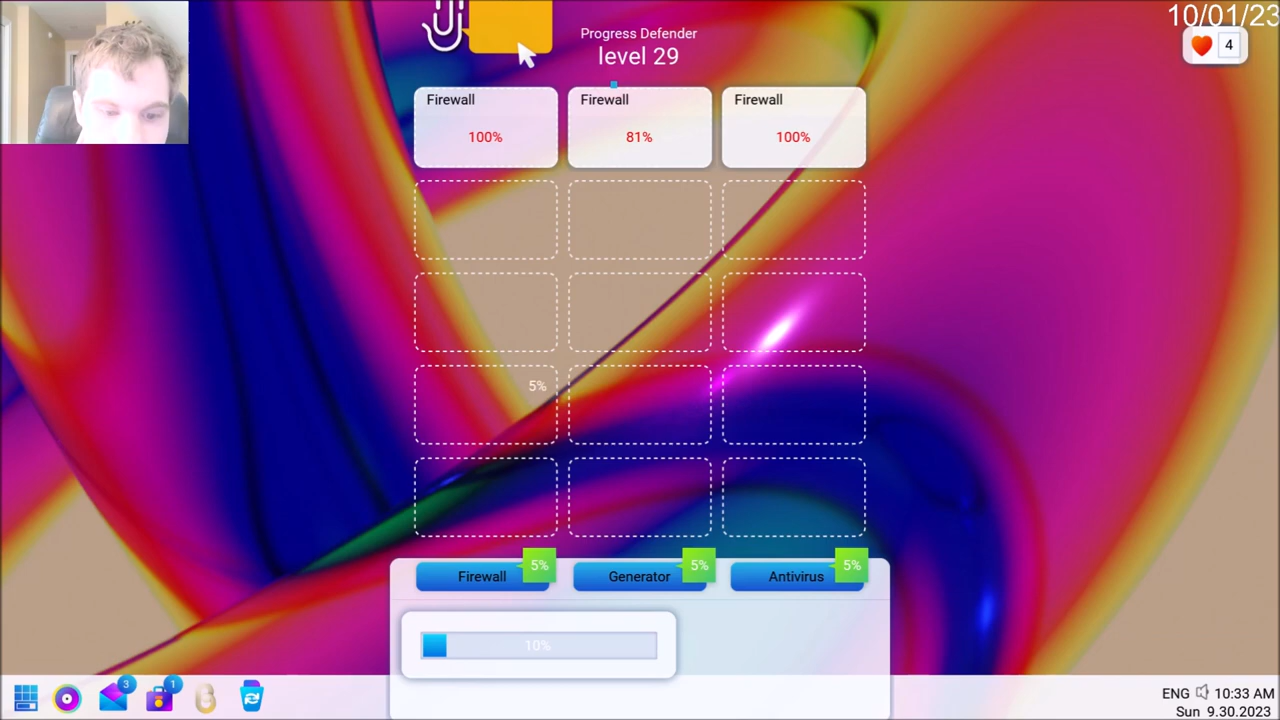 10/01/23
Progress Defender
level 29
4
Firewall
Firewall
Firewall
100%
81%
100%
5%
Firewall
5%
Generator
5%
Antivirus
5%
10%
3
1
ENG 10:33 AM
Sun 9.30.2023